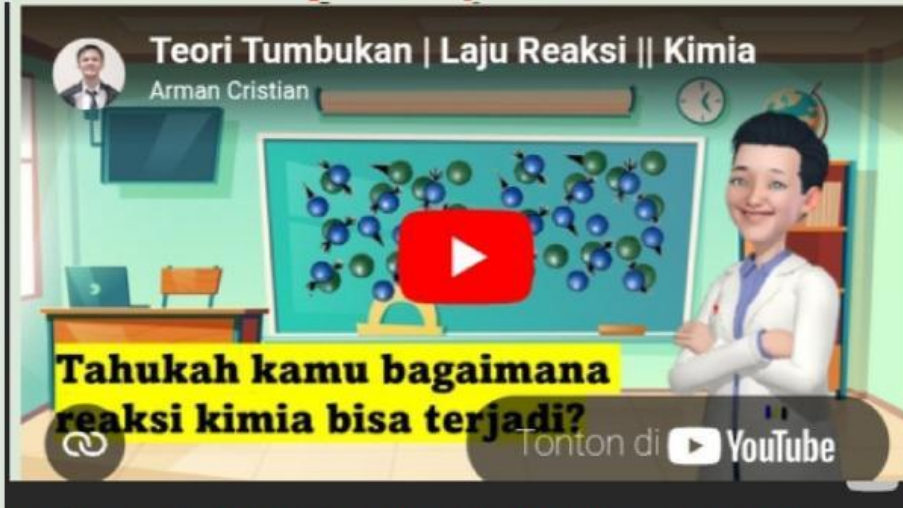 Teori Tumbukan | Laju Reaksi || Kimia
Arman Cristian
Tahukah kamu bagaimana
reaksi kimia bisa terjadi?
Tonton di YouTube